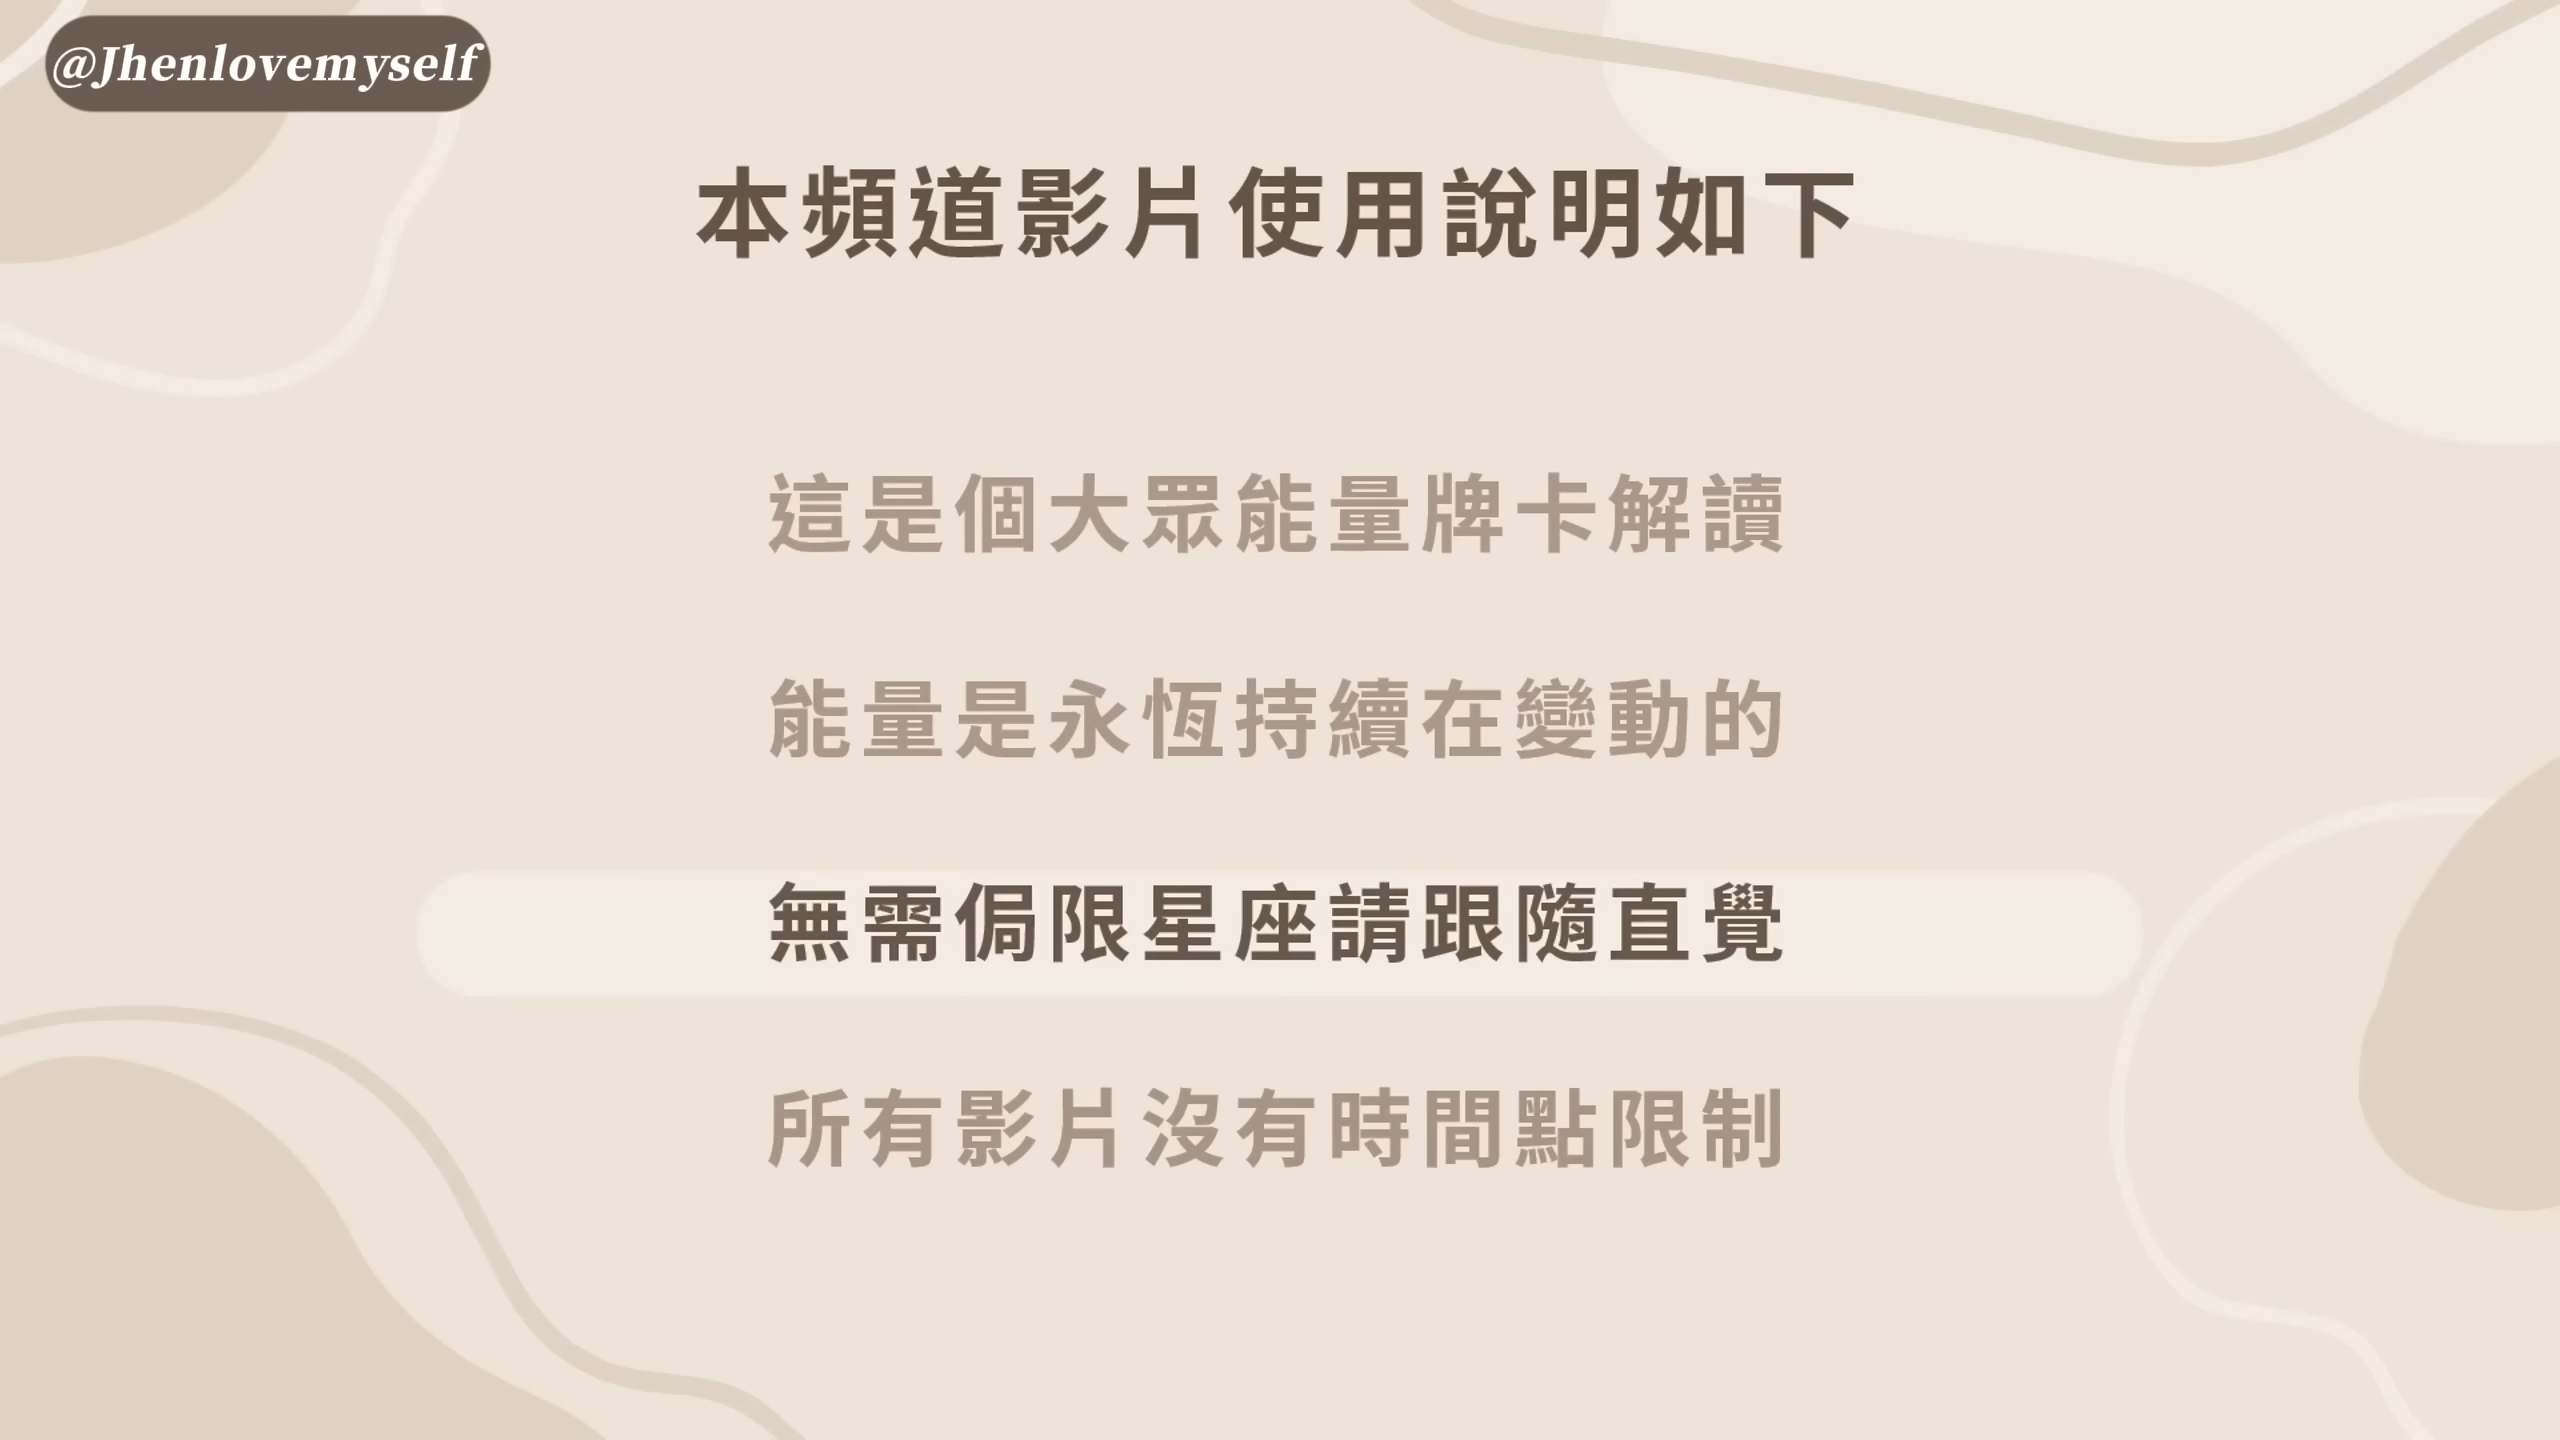 @Jhenlovemyself
本頻道影片使用說明如下
這是個大眾能量牌卡解讀
能量是永恆持續在變動的
無需侷限星座請跟隨直覺
所有影片沒有時間點限制